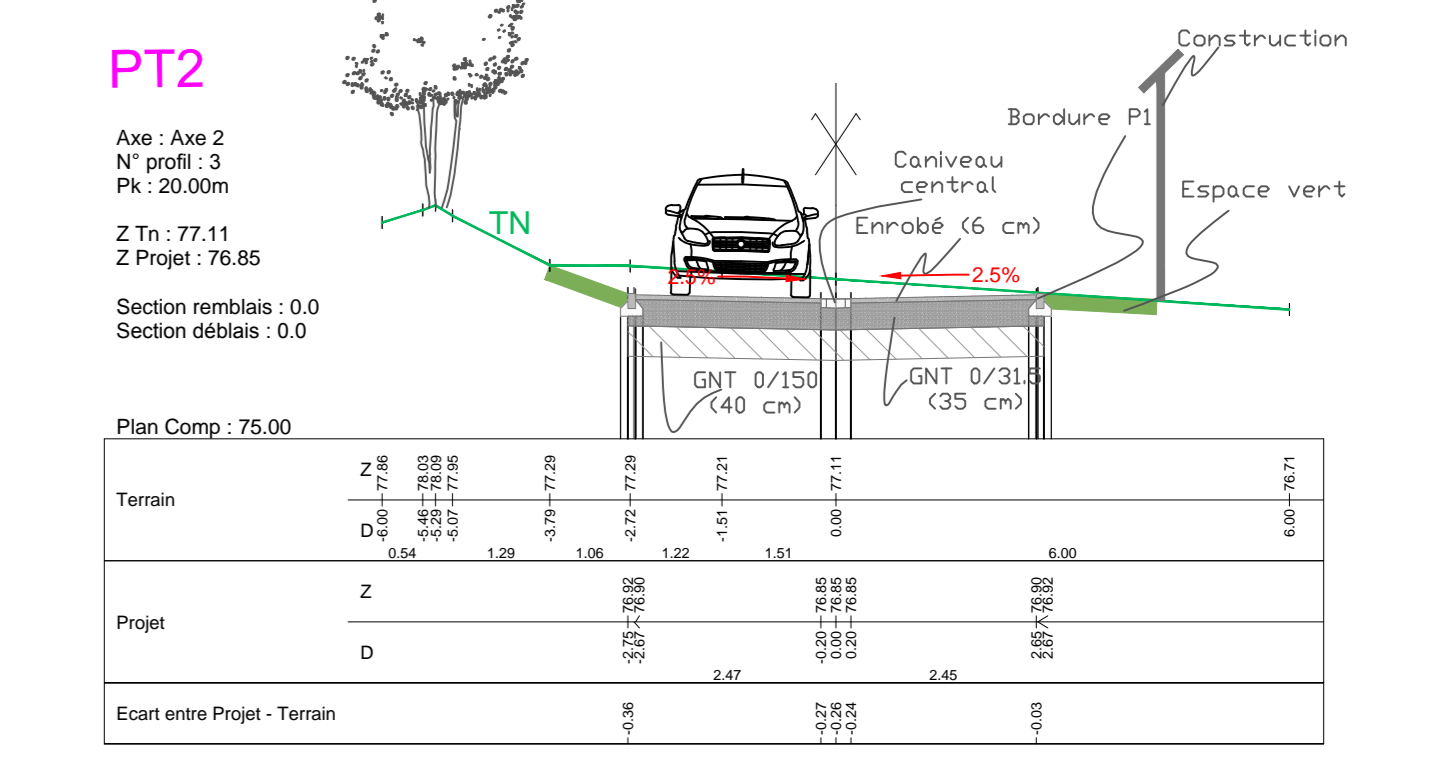 PT2
Axe : Axe 2
N° profil : 3
Pk : 20.00m
Z Tn : 77.11
Z Projet : 76.85
Section remblais : 0.0
Section déblais : 0.0
Plan Comp : 75.00
TN
Construction
Bordure P1
Caniveau
central
Espace vert
Enrobé (6 cm)
2.5%
2.5%
GNT 0/150
(40 cm)
GNT 0/31.5
(35 cm)
Terrain
Z
77.86 78.03 78.09 77.95 77.29 77.29 77.21 77.11 76.71
D
-6.00 -5.46 -5.29 -5.07 -3.79 -2.72 -1.51 0.00 6.00
0.54 1.29 1.06 1.22 1.51 6.00
Projet
Z
76.92 76.90 76.85 76.85 76.85 76.90 76.92
D
-2.75 -2.67 -0.20 0.00 0.20 2.65 2.67
2.47 2.45
Ecart entre Projet - Terrain
-0.36 -0.27 -0.26 -0.24 -0.03